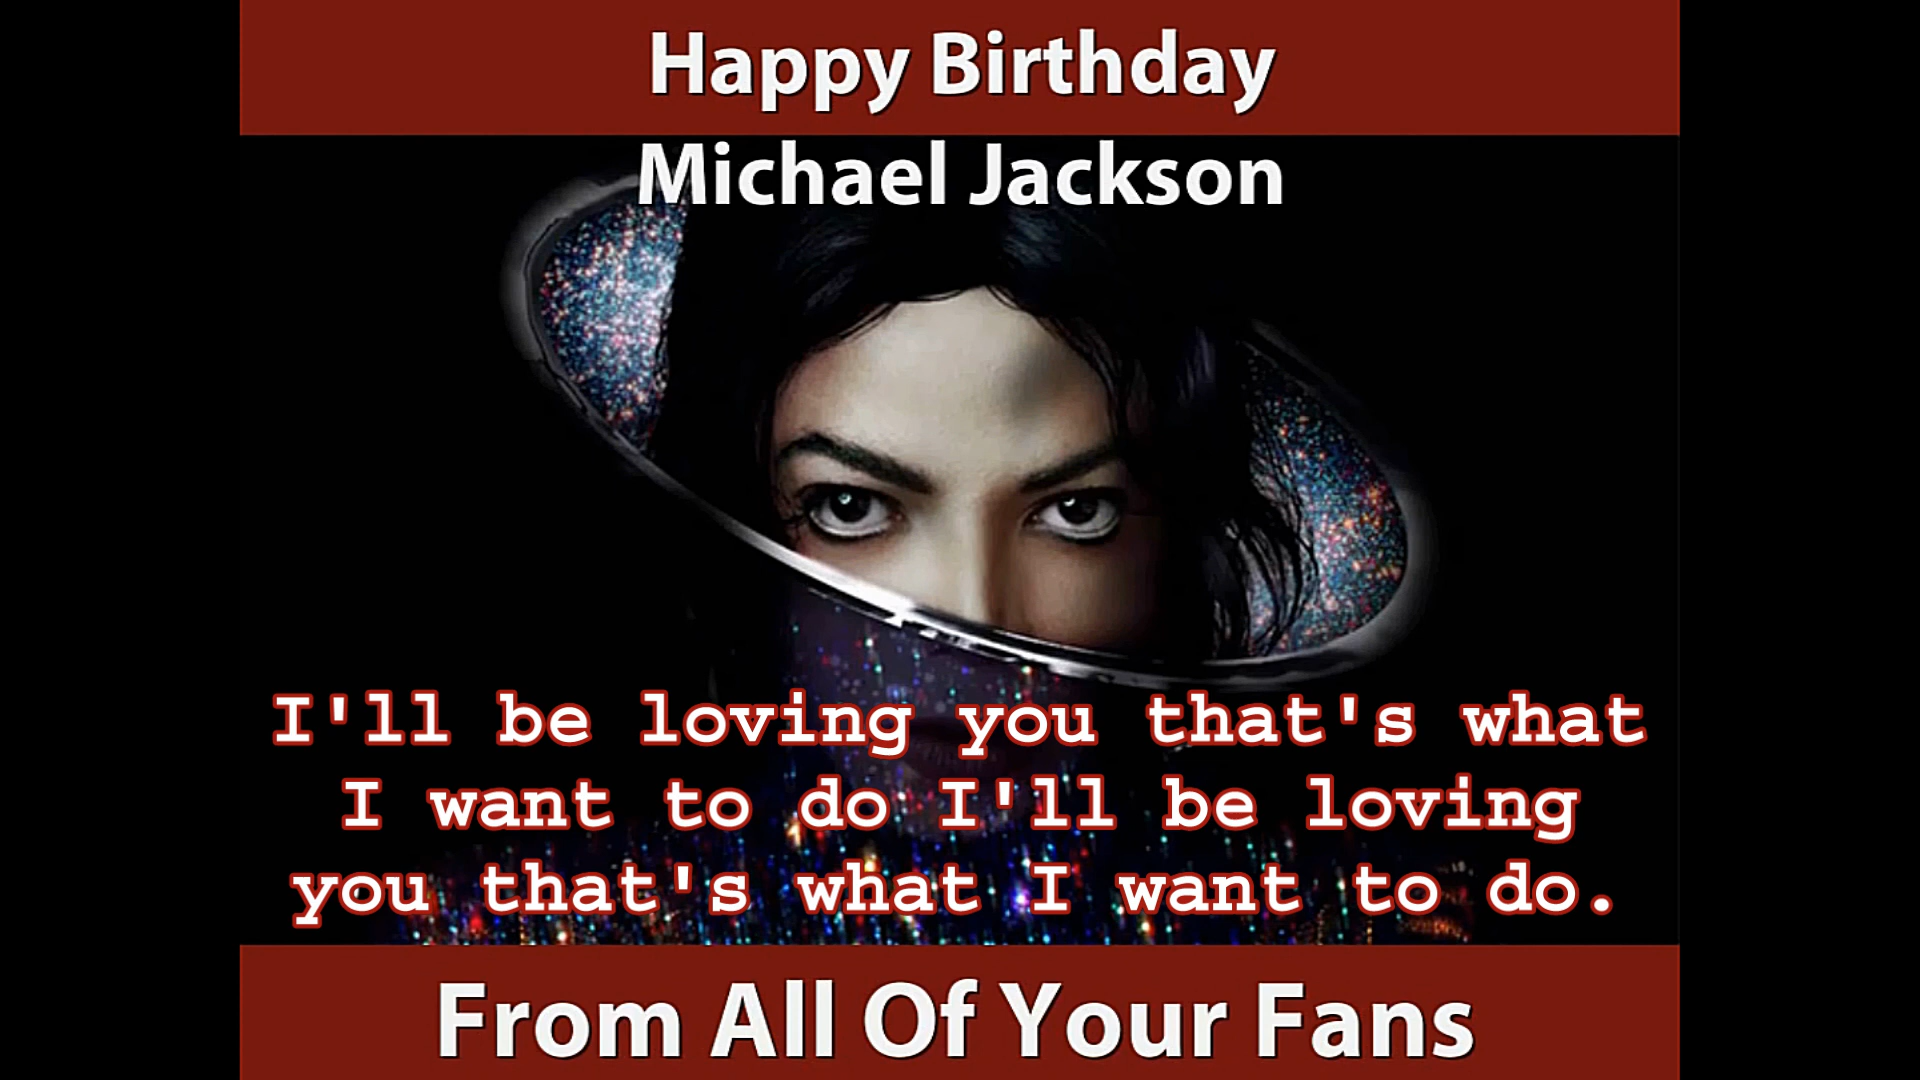 Happy Birthday
Michael Jackson
I'll be loving you that's what
I want to do I'll be loving
you that's what I want to do.
From All Of Your Fans